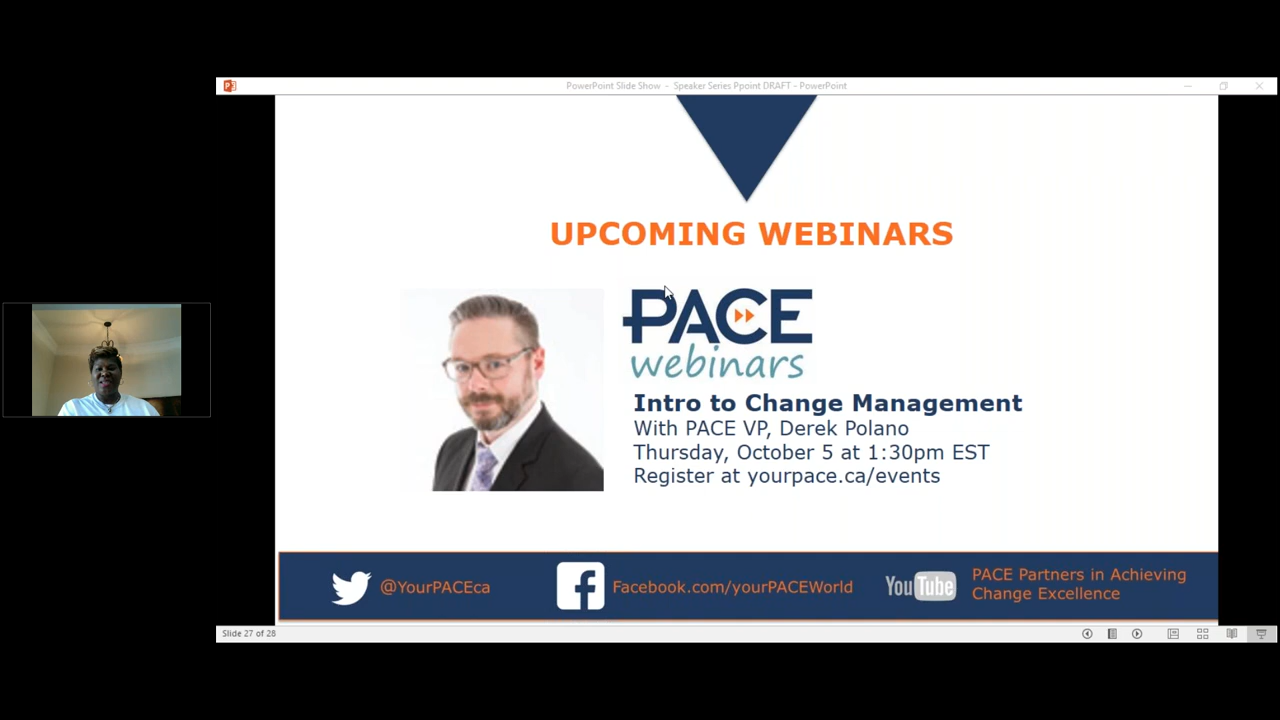 PowerPoint Slide Show - Speaker Series Ppoint DRAFT - PowerPoint
UPCOMING WEBINARS
PACE
webinars
Intro to Change Management
With PACE VP, Derek Polano
Thursday, October 5 at 1:30pm EST
Register at yourpace.ca/events
@YourPACEca
Facebook.com/yourPACEWorld
YouTube
PACE Partners in Achieving
Change Excellence
Slide 27 of 28